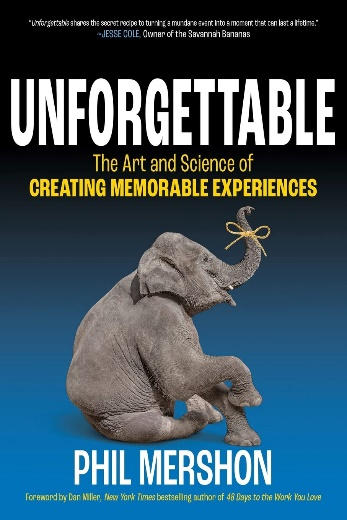 "Unforgettable shares the secret recipe to turning a mundane event into a moment that can last a lifetime."
~JESSE COLE, Owner of the Savannah Bananas
UNFORGETTABLE
The Art and Science of
CREATING MEMORABLE EXPERIENCES
PHIL MERSHON
Foreword by Dan Miller, New York Times bestselling author of 48 Days to the Work You Love